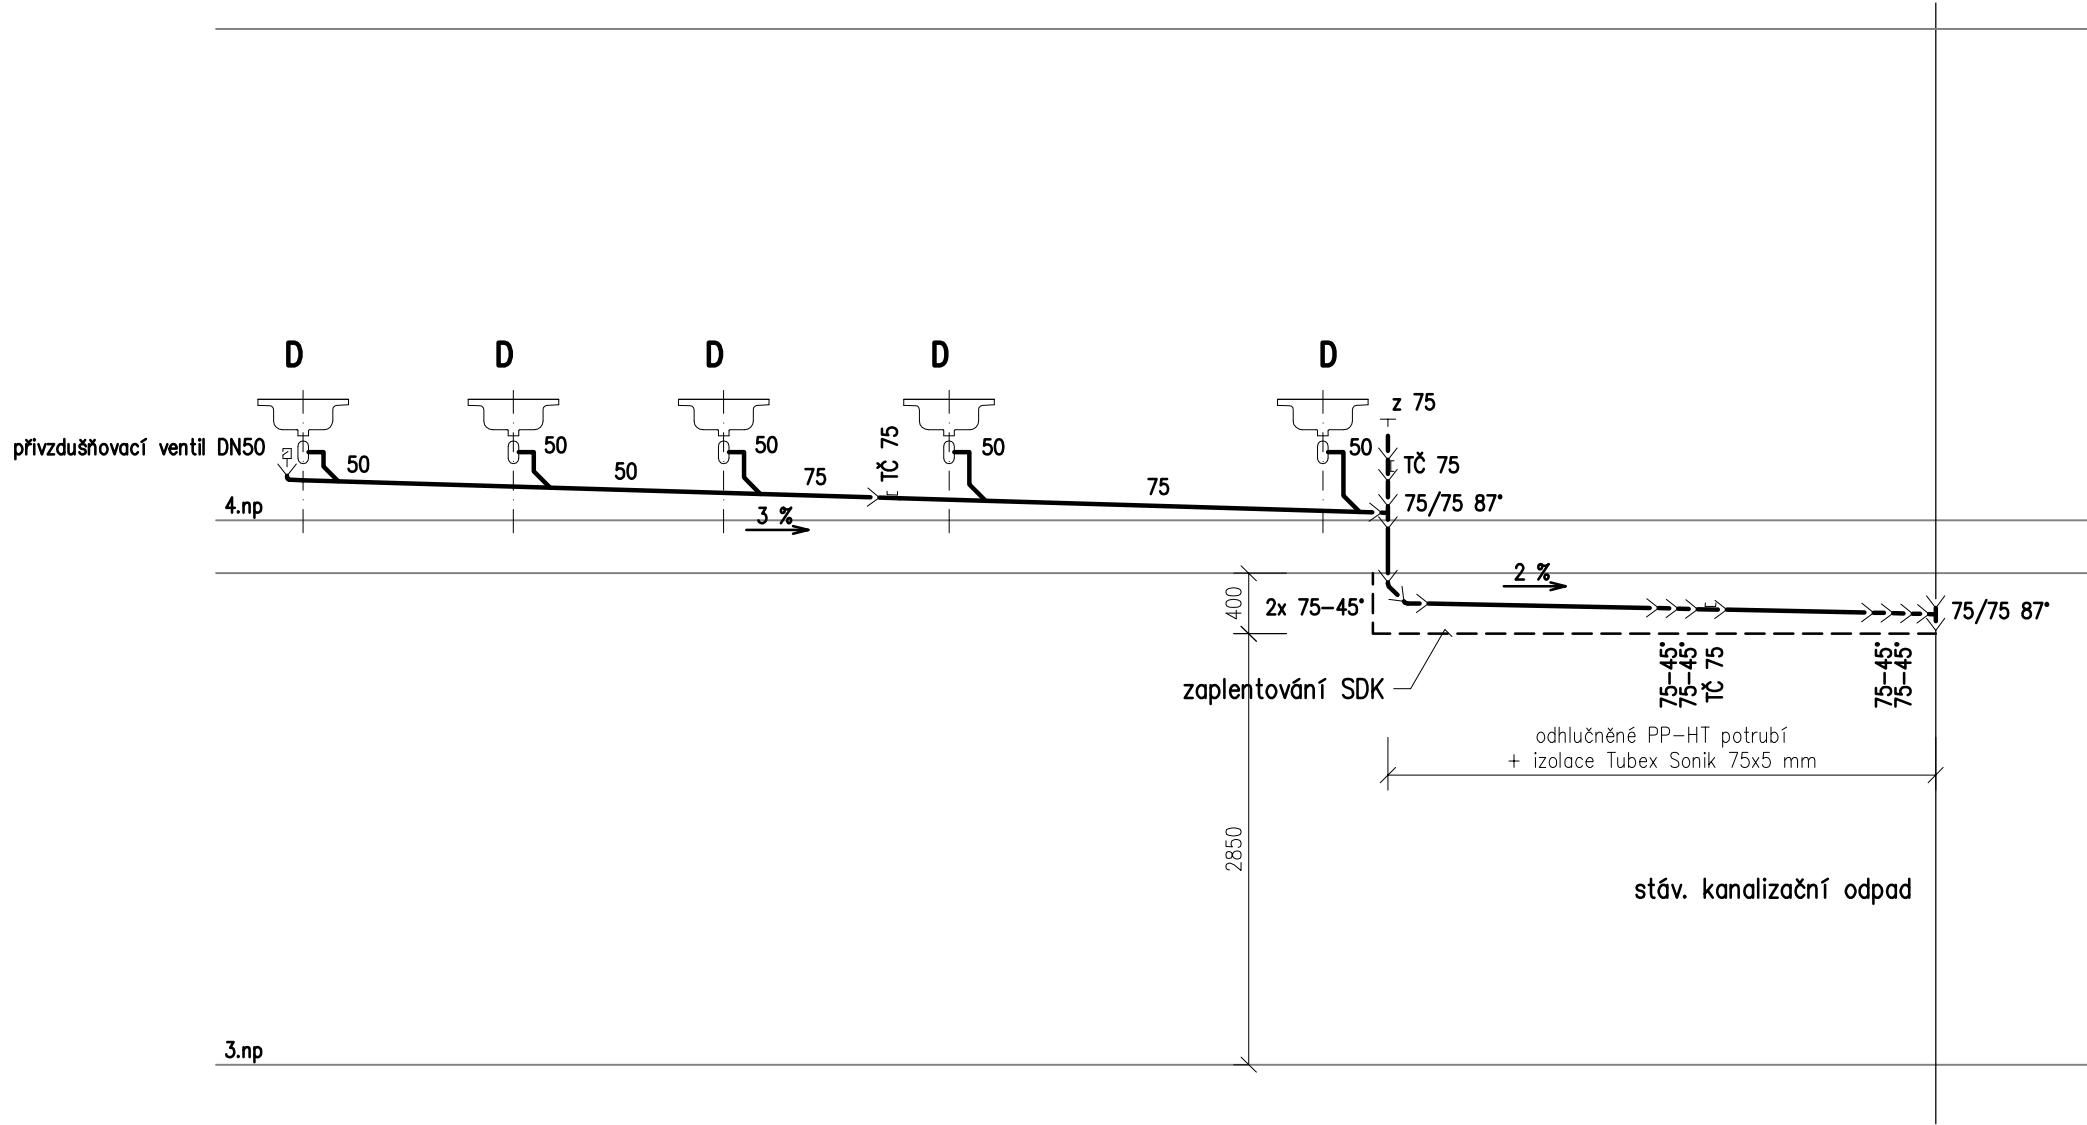 D D D D D
z 75
přivzdušňovací ventil DN50
50
50
50
50
50
50
75
75
TČ 75
TČ 75
75/75 87°
4.np
3 %
2 %
400
2x 75-45°
75/75 87°
zaplentování SDK
75-45°
75-45°
TČ 75
75-45°
75-45°
odhlučněné PP-HT potrubí
+ izolace Tubex Sonik 75x5 mm
2850
stáv. kanalizační odpad
3.np